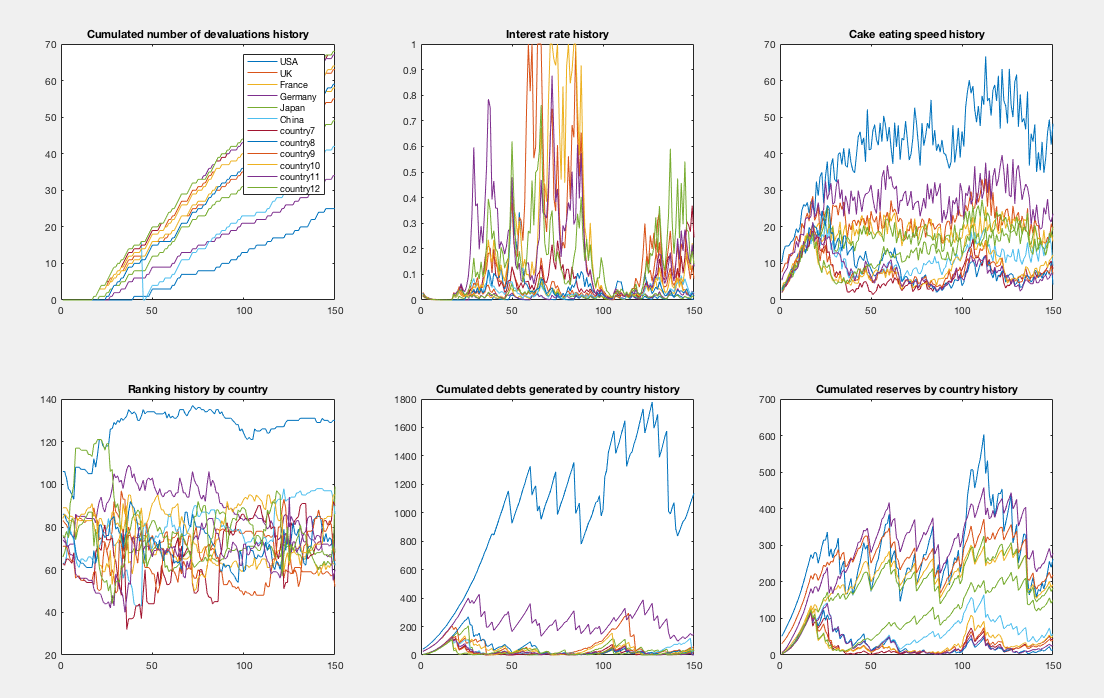 Cumulated number of devaluations history
70
60
50
40
30
20
10
0
0 50 100 150
USA
UK
France
Germany
Japan
China
country7
country8
country9
country10
country11
country12
Interest rate history
1
0.9
0.8
0.7
0.6
0.5
0.4
0.3
0.2
0.1
0
0 50 100 150
Cake eating speed history
70
60
50
40
30
20
10
0
0 50 100 150
Ranking history by country
140
120
100
80
60
40
20
0 50 100 150
Cumulated debts generated by country history
1800
1600
1400
1200
1000
800
600
400
200
0
0 50 100 150
Cumulated reserves by country history
700
600
500
400
300
200
100
0
0 50 100 150